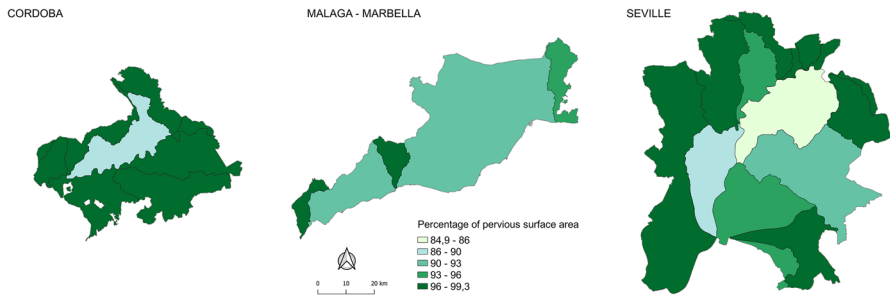 CORDOBA
MALAGA - MARBELLA
SEVILLE
Percentage of pervious surface area
84,9 - 86
86 - 90
90 - 93
93 - 96
96 - 99,3
0 10 20 km